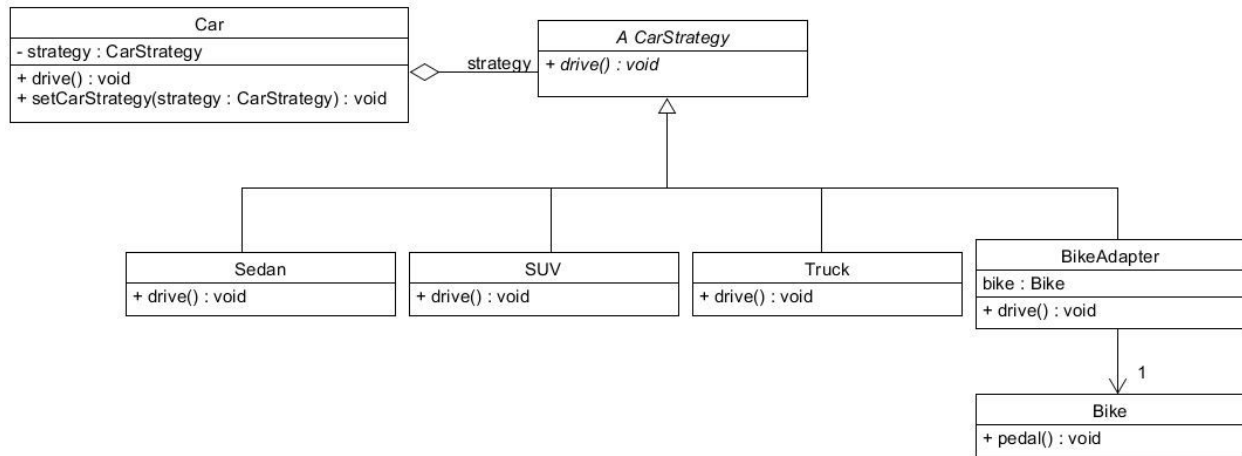 Car
- strategy : CarStrategy
+ drive() : void
+ setCarStrategy(strategy : CarStrategy) : void
strategy
A CarStrategy
+ drive() : void
Sedan
+ drive() : void
SUV
+ drive() : void
Truck
+ drive() : void
BikeAdapter
bike : Bike
+ drive() : void
1
Bike
+ pedal() : void